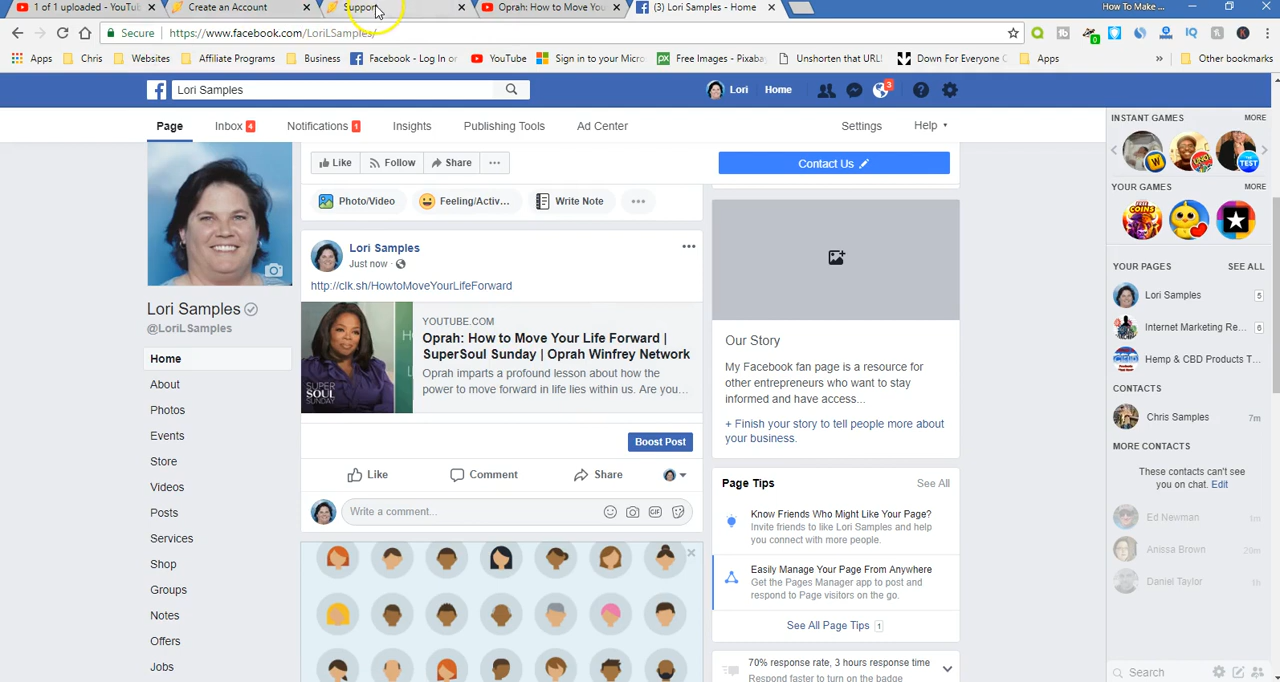 1 of 1 uploaded - YouTu
Create an Account
Support
Oprah: How to Move You
(3) Lori Samples - Home
How To Make ...
Secure
https://www.facebook.com/LoriLSamples/
Apps
Chris
Websites
Affiliate Programs
Business
Facebook - Log In or
YouTube
Sign in to your Micro
Free Images - Pixaba
Unshorten that URL!
Down For Everyone O
Apps
Other bookmarks
Lori Samples
Lori
Home
3
Page
Inbox 4
Notifications 1
Insights
Publishing Tools
Ad Center
Settings
Help
Like
Follow
Share
Contact Us
Photo/Video
Feeling/Activ...
Write Note
Lori Samples
@LoriLSamples
Home
About
Photos
Events
Store
Videos
Posts
Services
Shop
Groups
Notes
Offers
Jobs
Lori Samples
Just now
http://clk.sh/HowtoMoveYourLifeForward
SUPER
SOUL
SUNDAY
YOUTUBE.COM
Oprah: How to Move Your Life Forward |
SuperSoul Sunday | Oprah Winfrey Network
Oprah imparts a profound lesson about how the
power to move forward in life lies within us. Are you...
Boost Post
Like
Comment
Share
Write a comment...
GIF
Our Story
My Facebook fan page is a resource for
other entrepreneurs who want to stay
informed and have access...
+ Finish your story to tell people more about
your business.
Page Tips
See All
Know Friends Who Might Like Your Page?
Invite friends to like Lori Samples and help
you connect with more people.
Easily Manage Your Page From Anywhere
Get the Pages Manager app to post and
respond to Page visitors on the go.
See All Page Tips 1
70% response rate, 3 hours response time
Respond faster to turn on the badge
INSTANT GAMES
MORE
YOUR GAMES
MORE
YOUR PAGES
SEE ALL
Lori Samples
5
Internet Marketing Re...
6
Hemp & CBD Products T...
CONTACTS
Chris Samples
7m
MORE CONTACTS
These contacts can't see
you on chat. Edit
Ed Newman
1m
Anissa Brown
20m
Daniel Taylor
1h
Search